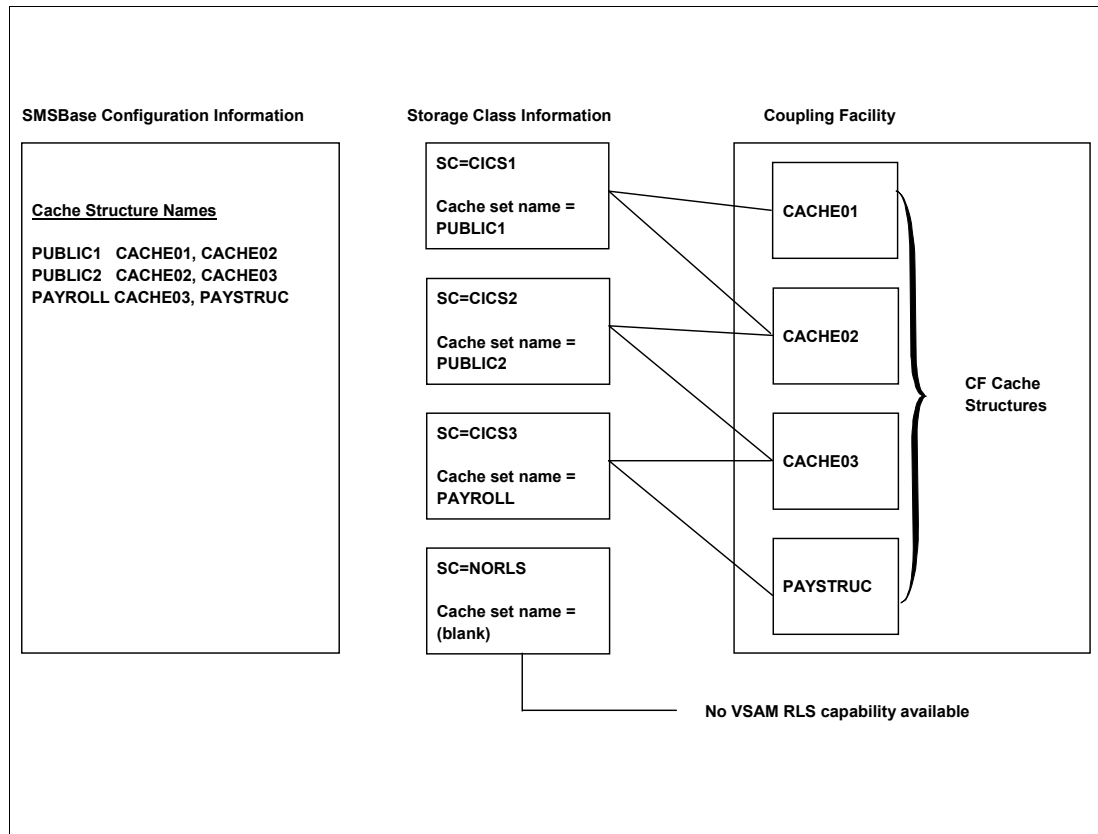 SMSBase Configuration Information
Cache Structure Names
PUBLIC1 CACHE01, CACHE02
PUBLIC2 CACHE02, CACHE03
PAYROLL CACHE03, PAYSTRUC
Storage Class Information
SC=CICS1
Cache set name =
PUBLIC1
SC=CICS2
Cache set name =
PUBLIC2
SC=CICS3
Cache set name =
PAYROLL
SC=NORLS
Cache set name =
(blank)
Coupling Facility
CACHE01
CACHE02
CACHE03
PAYSTRUC
CF Cache
Structures
No VSAM RLS capability available